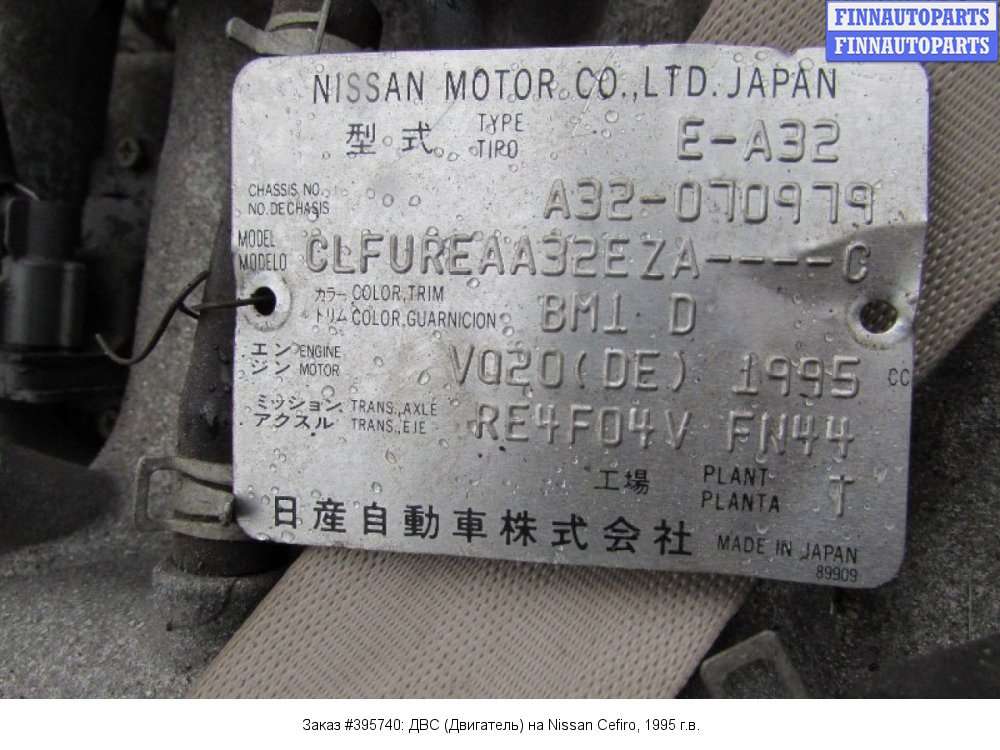 FINNAUTOPARTS
FINNAUTOPARTS
NISSAN MOTOR CO.,LTD. JAPAN
型式 TYPE TIPO E-A32
CHASSIS NO. NO. DE CHASIS A32-070979
MODEL MODELO CLFUREAA32EZA----C
カラー COLOR,TRIM
トリム COLOR,GUARNICION BM1 D
エンジン ENGINE MOTOR VQ20(DE) 1995 CC
ミッション TRANS.,AXLE
アクスル TRANS.,EJE RE4F04V FN44
工場 PLANT PLANTA T
日産自動車株式会社 MADE IN JAPAN
89909
Заказ #395740: ДВС (Двигатель) на Nissan Cefiro, 1995 г.в.